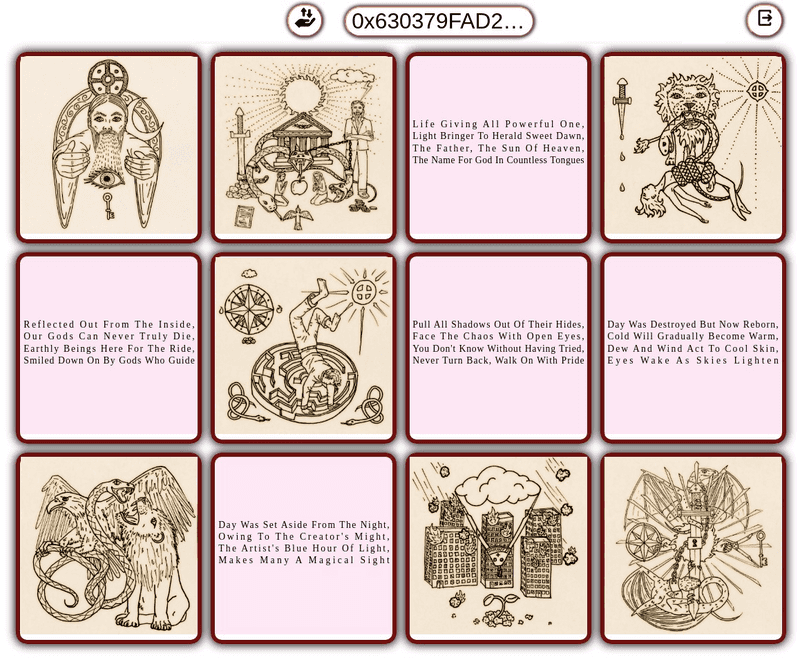 0x630379FAD2...
Life Giving All Powerful One,
Light Bringer To Herald Sweet Dawn,
The Father, The Sun Of Heaven,
The Name For God In Countless Tongues
Reflected Out From The Inside,
Our Gods Can Never Truly Die,
Earthly Beings Here For The Ride,
Smiled Down On By Gods Who Guide
Pull All Shadows Out Of Their Hides,
Face The Chaos With Open Eyes,
You Don't Know Without Having Tried,
Never Turn Back, Walk On With Pride
Day Was Destroyed But Now Reborn,
Cold Will Gradually Become Warm,
Dew And Wind Act To Cool Skin,
Eyes Wake As Skies Lighten
Day Was Set Aside From The Night,
Owing To The Creator's Might,
The Artist's Blue Hour Of Light,
Makes Many A Magical Sight